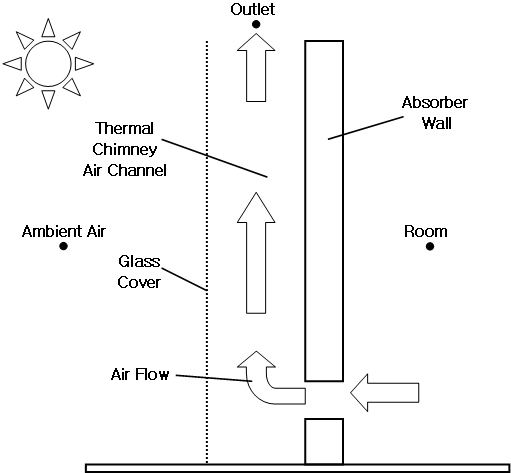 Outlet
Absorber
Wall
Thermal
Chimney
Air Channel
Ambient Air
Room
Glass
Cover
Air Flow